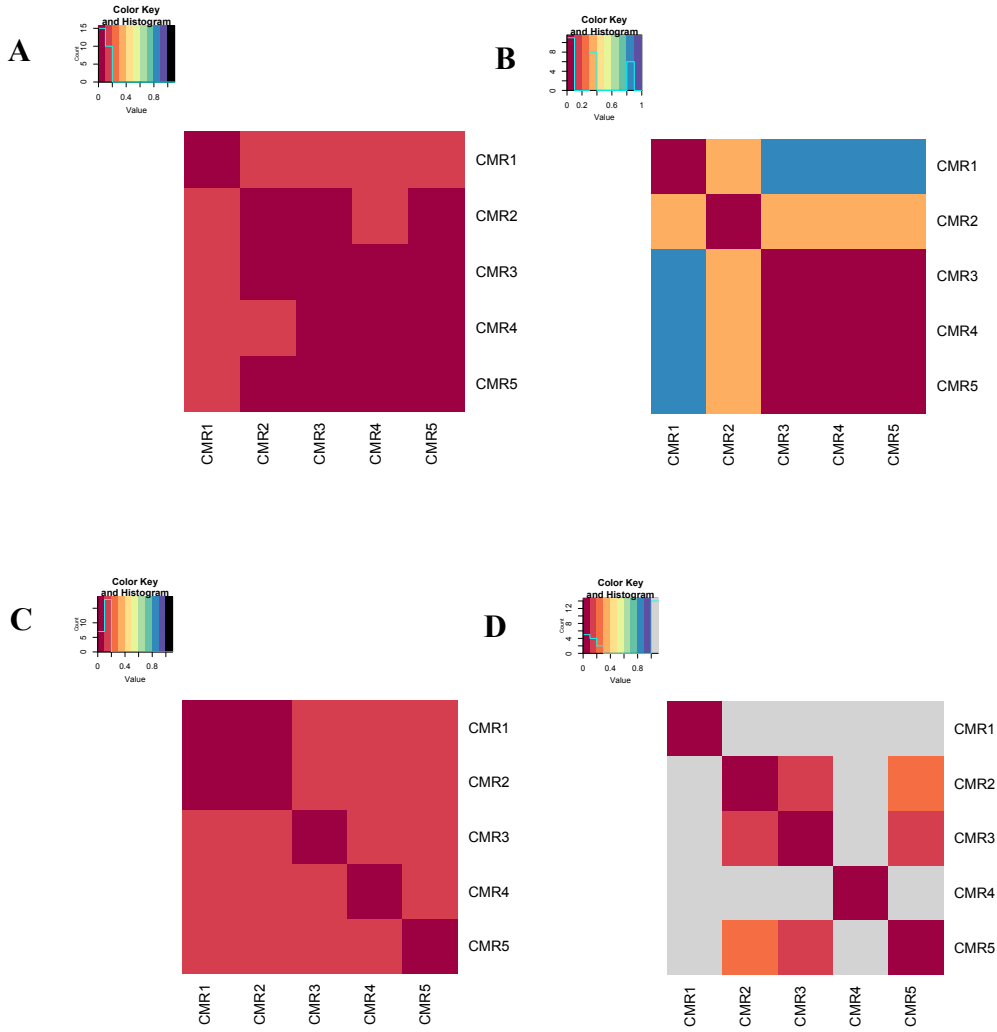 A
Color Key
and Histogram
Count
0 5 10 15
0 0.4 0.8
Value
CMR1
CMR2
CMR3
CMR4
CMR5
CMR1 CMR2 CMR3 CMR4 CMR5
B
Color Key
and Histogram
0 4 8
0 0.2 0.6 1
Value
CMR1
CMR2
CMR3
CMR4
CMR5
CMR1 CMR2 CMR3 CMR4 CMR5
C
Color Key
and Histogram
Count
0 5 10
0 0.4 0.8
Value
CMR1
CMR2
CMR3
CMR4
CMR5
CMR1 CMR2 CMR3 CMR4 CMR5
D
Color Key
and Histogram
Count
0 4 8 12
0 0.4 0.8
Value
CMR1
CMR2
CMR3
CMR4
CMR5
CMR1 CMR2 CMR3 CMR4 CMR5